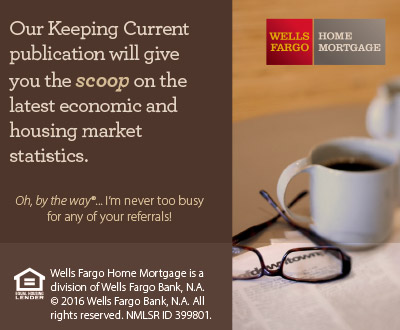 Our Keeping Current
publication will give
you the scoop on the
latest economic and
housing market
statistics.
Oh, by the way®... I'm never too busy
for any of your referrals!
WELLS
FARGO
HOME
MORTGAGE
EQUAL HOUSING
LENDER
Wells Fargo Home Mortgage is a
division of Wells Fargo Bank, N.A.
© 2016 Wells Fargo Bank, N.A. All
rights reserved. NMLSR ID 399801.